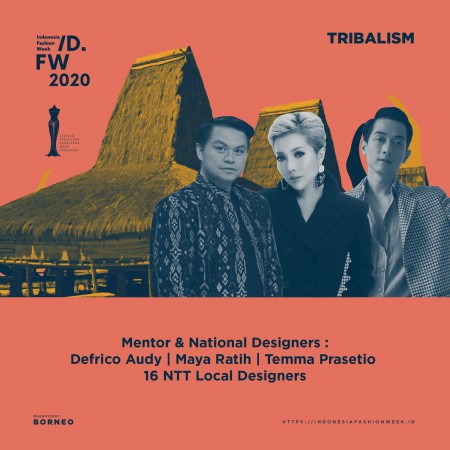 Indonesia
Fashion
Week
/D.
FW
2020
TRIBALISM
Mentor & National Designers :
Defrico Audy | Maya Ratih | Temma Prasetio
16 NTT Local Designers
MAGNIFICENT
BORNEO
HTTPS://INDONESIAFASHIONWEEK.ID